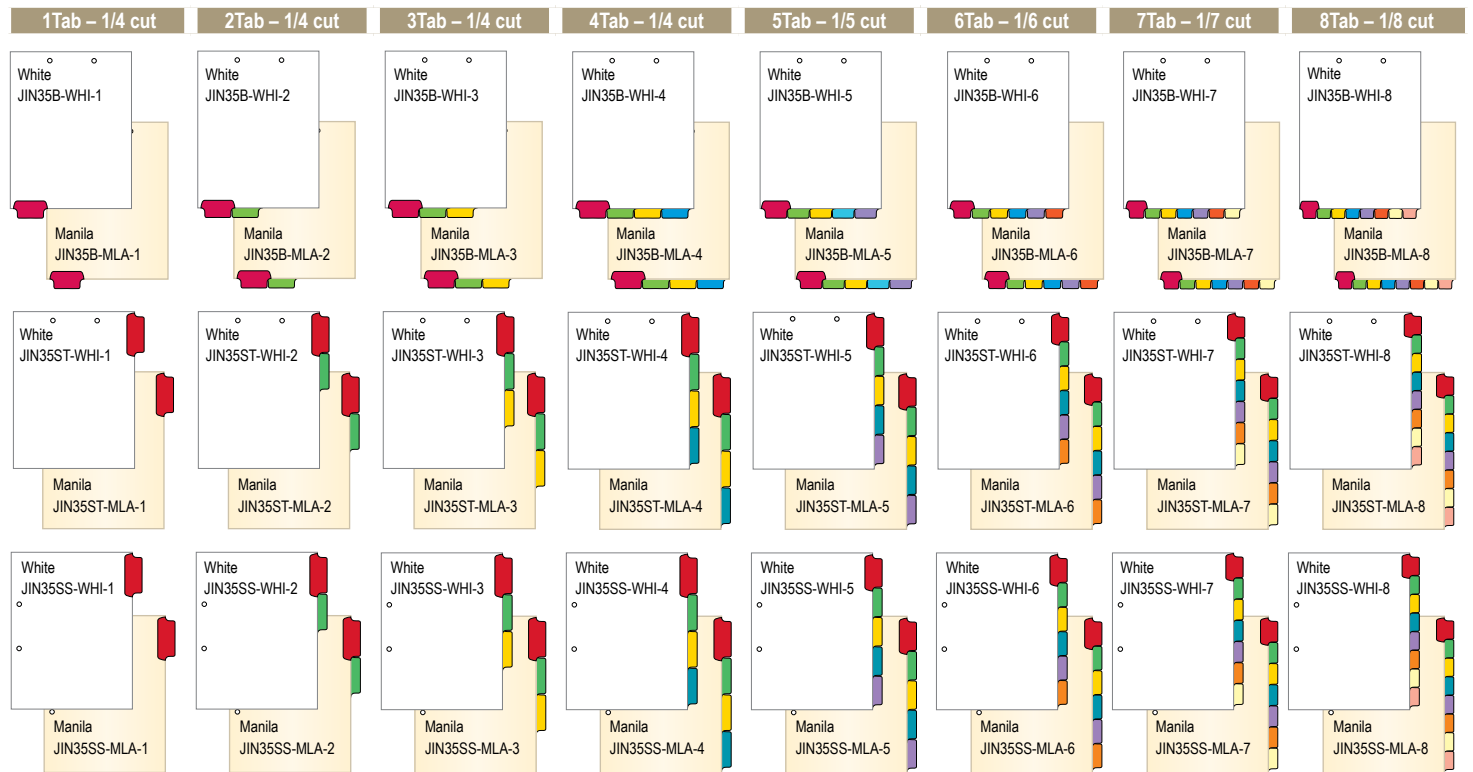 1Tab – 1/4 cut
2Tab – 1/4 cut
3Tab – 1/4 cut
4Tab – 1/4 cut
5Tab – 1/5 cut
6Tab – 1/6 cut
7Tab – 1/7 cut
8Tab – 1/8 cut
White
JIN35B-WHI-1
White
JIN35B-WHI-2
White
JIN35B-WHI-3
White
JIN35B-WHI-4
White
JIN35B-WHI-5
White
JIN35B-WHI-6
White
JIN35B-WHI-7
White
JIN35B-WHI-8
Manila
JIN35B-MLA-1
Manila
JIN35B-MLA-2
Manila
JIN35B-MLA-3
Manila
JIN35B-MLA-4
Manila
JIN35B-MLA-5
Manila
JIN35B-MLA-6
Manila
JIN35B-MLA-7
Manila
JIN35B-MLA-8
White
JIN35ST-WHI-1
White
JIN35ST-WHI-2
White
JIN35ST-WHI-3
White
JIN35ST-WHI-4
White
JIN35ST-WHI-5
White
JIN35ST-WHI-6
White
JIN35ST-WHI-7
White
JIN35ST-WHI-8
Manila
JIN35ST-MLA-1
Manila
JIN35ST-MLA-2
Manila
JIN35ST-MLA-3
Manila
JIN35ST-MLA-4
Manila
JIN35ST-MLA-5
Manila
JIN35ST-MLA-6
Manila
JIN35ST-MLA-7
Manila
JIN35ST-MLA-8
White
JIN35SS-WHI-1
White
JIN35SS-WHI-2
White
JIN35SS-WHI-3
White
JIN35SS-WHI-4
White
JIN35SS-WHI-5
White
JIN35SS-WHI-6
White
JIN35SS-WHI-7
White
JIN35SS-WHI-8
Manila
JIN35SS-MLA-1
Manila
JIN35SS-MLA-2
Manila
JIN35SS-MLA-3
Manila
JIN35SS-MLA-4
Manila
JIN35SS-MLA-5
Manila
JIN35SS-MLA-6
Manila
JIN35SS-MLA-7
Manila
JIN35SS-MLA-8